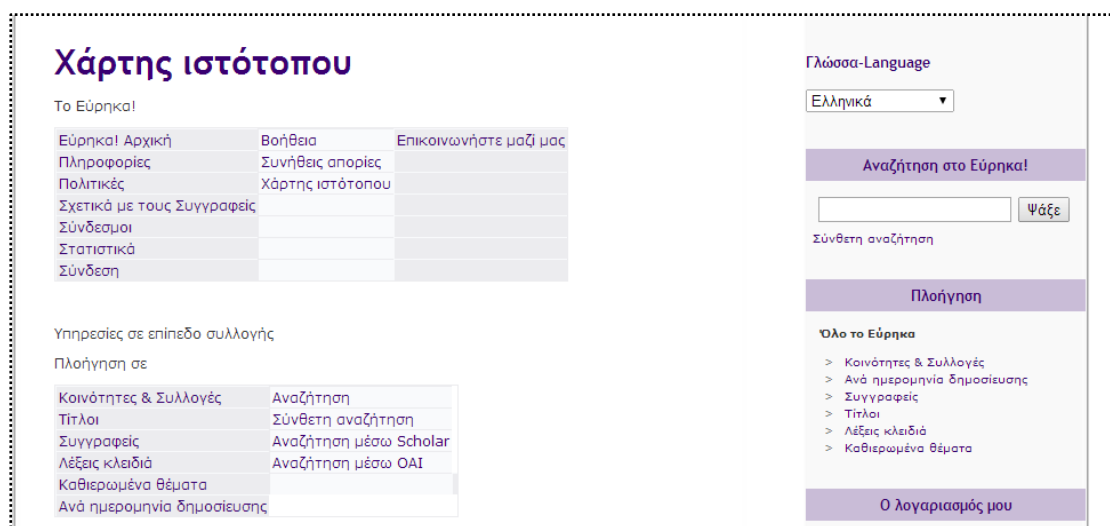 Χάρτης ιστότοπου
Το Εύρηκα!
Εύρηκα! Αρχική Βοήθεια Επικοινωνήστε μαζί μας
Πληροφορίες Συνήθεις απορίες
Πολιτικές Χάρτης ιστότοπου
Σχετικά με τους Συγγραφείς
Σύνδεσμοι
Στατιστικά
Σύνδεση
Υπηρεσίες σε επίπεδο συλλογής
Πλοήγηση σε
Κοινότητες & Συλλογές Αναζήτηση
Τίτλοι Σύνθετη αναζήτηση
Συγγραφείς Αναζήτηση μέσω Scholar
Λέξεις κλειδιά Αναζήτηση μέσω OAI
Καθιερωμένα θέματα
Ανά ημερομηνία δημοσίευσης
Γλώσσα-Language
Ελληνικά
Αναζήτηση στο Εύρηκα!
Ψάξε
Σύνθετη αναζήτηση
Πλοήγηση
Όλο το Εύρηκα
> Κοινότητες & Συλλογές
> Ανά ημερομηνία δημοσίευσης
> Συγγραφείς
> Τίτλοι
> Λέξεις κλειδιά
> Καθιερωμένα θέματα
Ο λογαριασμός μου